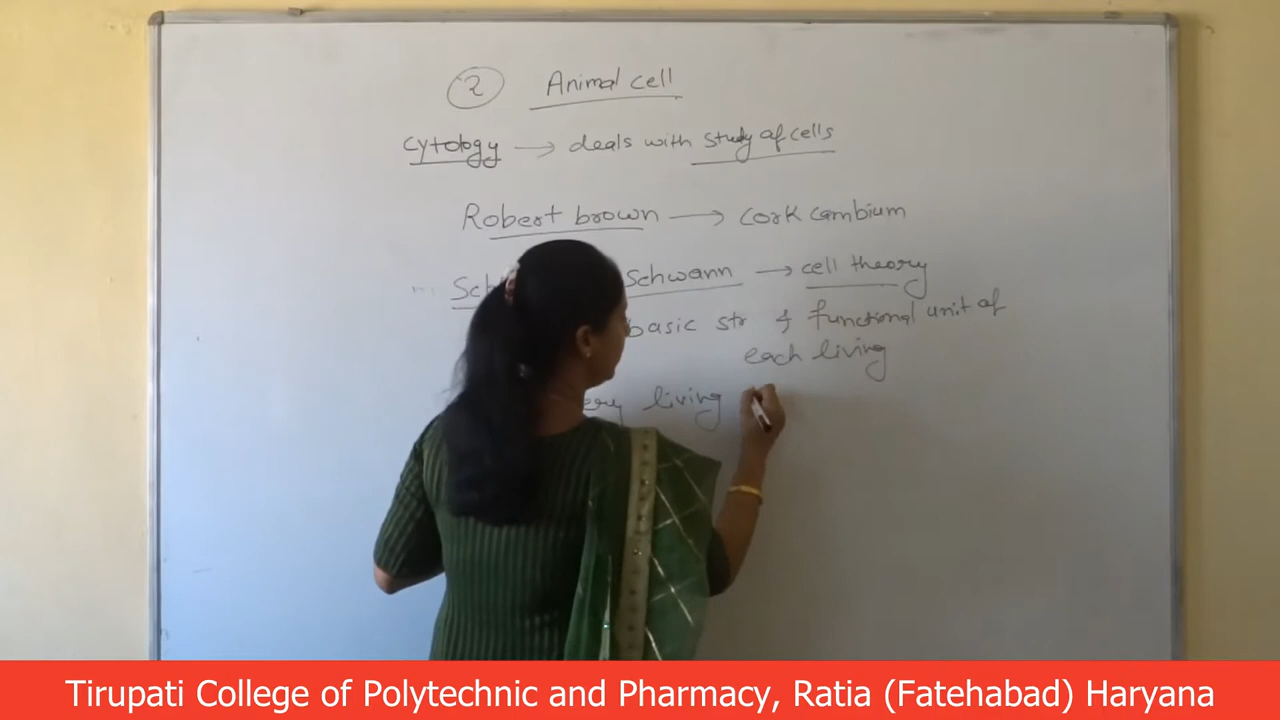 2 Animal cell
Cytology → deals with study of cells
Robert brown → cork cambium
Schwann → cell theory
basic str & functional unit of
each living
living
Tirupati College of Polytechnic and Pharmacy, Ratia (Fatehabad) Haryana